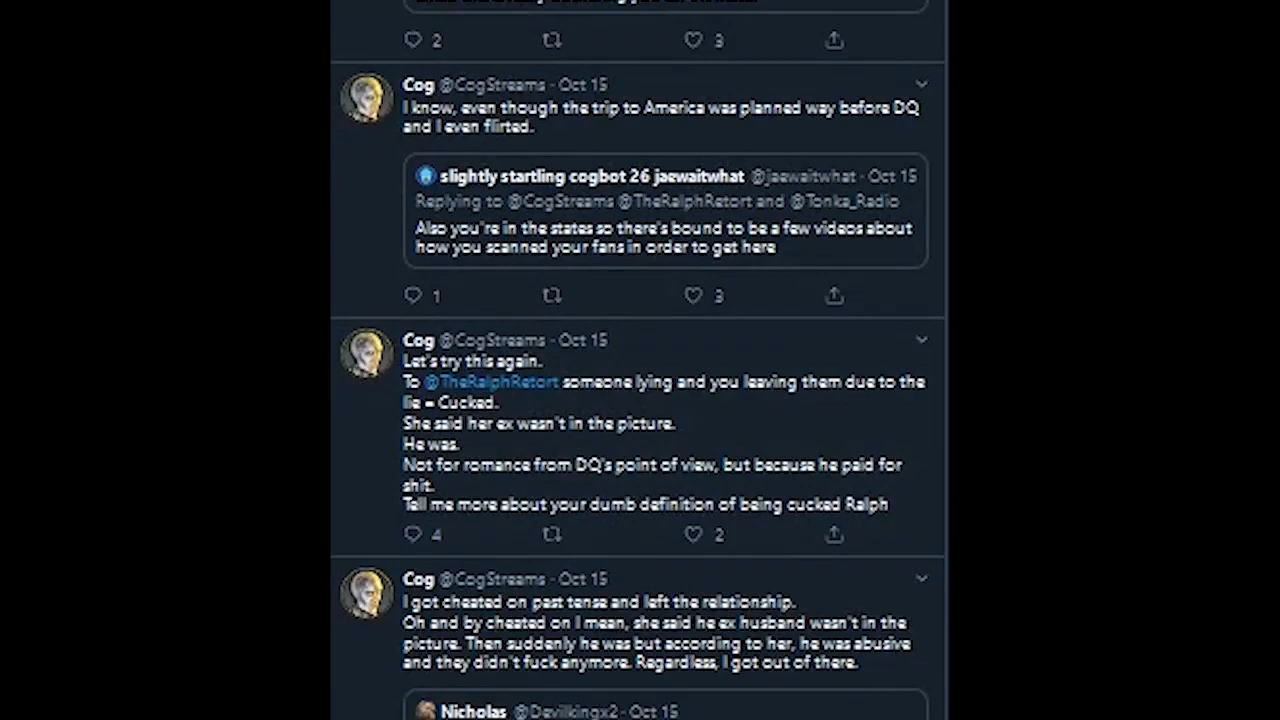 2 3
Cog @CogStreams · Oct 15
I know, even though the trip to America was planned way before DQ
and I even flirted.
slightly startling cogbot 26 jaewaitwhat @jaewaitwhat · Oct 15
Replying to @CogStreams @TheRalphRetort and @Tonka_Radio
Also you're in the states so there's bound to be a few videos about
how you scanned your fans in order to get here
1 3
Cog @CogStreams · Oct 15
Let's try this again.
To @TheRalphRetort someone lying and you leaving them due to the
lie = Cucked.
She said her ex wasn't in the picture.
He was.
Not for romance from DQ's point of view, but because he paid for
shit.
Tell me more about your dumb definition of being cucked Ralph
4 2
Cog @CogStreams · Oct 15
I got cheated on past tense and left the relationship.
Oh and by cheated on I mean, she said he ex husband wasn't in the
picture. Then suddenly he was but according to her, he was abusive
and they didn't fuck anymore. Regardless, I got out of there.
Nicholas @Devilkingx2 · Oct 15